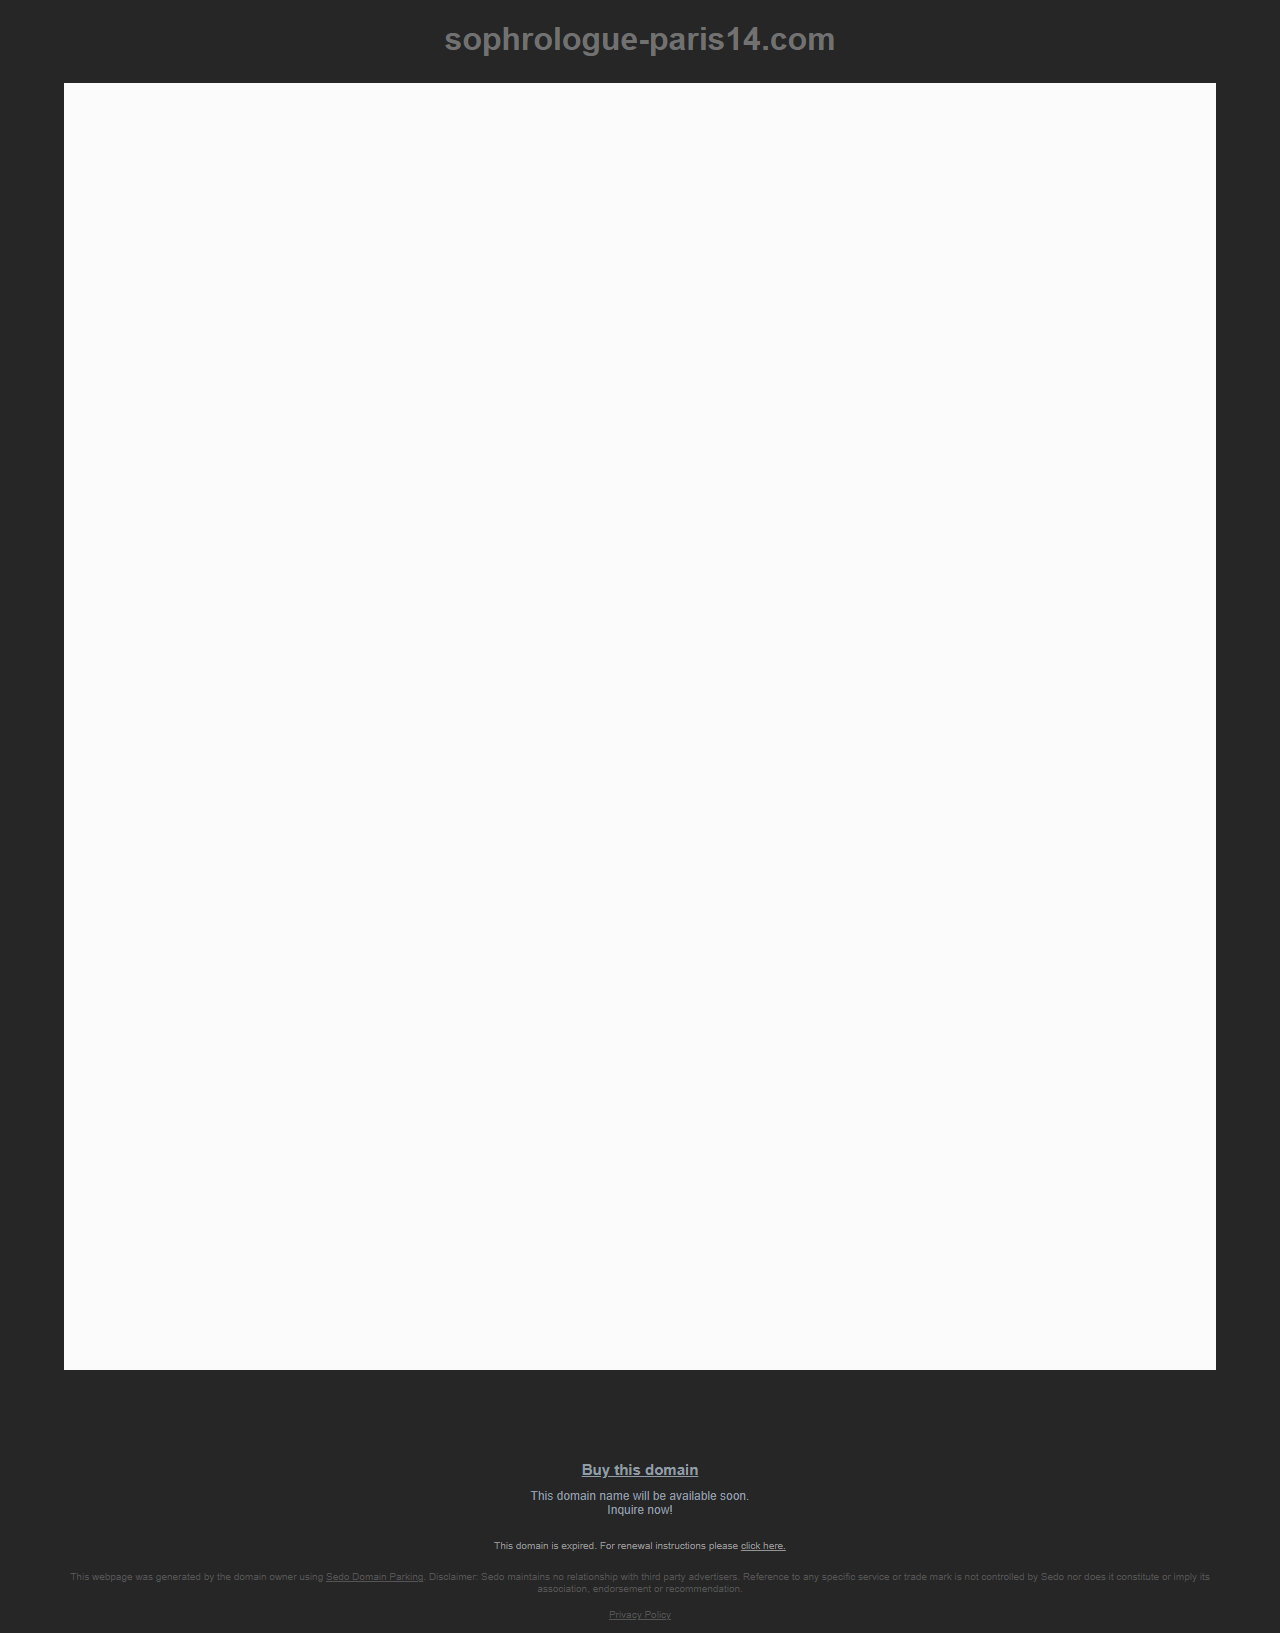 sophrologue-paris14.com
Buy this domain
This domain name will be available soon.
Inquire now!
This domain is expired. For renewal instructions please click here.
This webpage was generated by the domain owner using Sedo Domain Parking. Disclaimer: Sedo maintains no relationship with third party advertisers. Reference to any specific service or trade mark is not controlled by Sedo nor does it constitute or imply its
association, endorsement or recommendation.
Privacy Policy